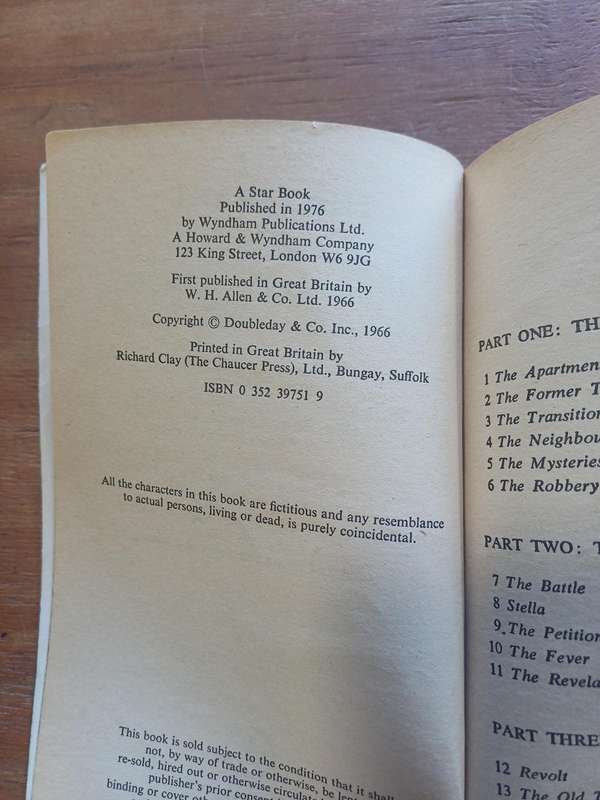 A Star Book
Published in 1976
by Wyndham Publications Ltd.
A Howard & Wyndham Company
123 King Street, London W6 9JG
First published in Great Britain by
W. H. Allen & Co. Ltd. 1966
Copyright © Doubleday & Co. Inc., 1966
Printed in Great Britain by
Richard Clay (The Chaucer Press), Ltd., Bungay, Suffolk
ISBN 0 352 39751 9
All the characters in this book are fictitious and any resemblance
to actual persons, living or dead, is purely coincidental.
This book is sold subject to the condition that it shall
not, by way of trade or otherwise, be
re-sold, hired out or otherwise
publisher's prior
binding or cover
PART ONE:
1 The
2 The Former
3 The
4 The
5 The Mysteries
6 The Robbery
PART TWO:
7 The Battle
8 Stella
9 The
10 The Fever
11 The
PART
12 Revolt
13 The Old